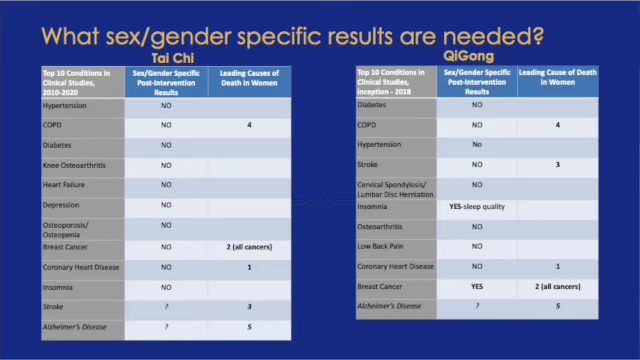 What sex/gender specific results are needed?
Tai Chi
Top 10 Conditions in Clinical Studies, 2010-2020 Sex/Gender Specific Post-Intervention Results Leading Causes of Death in Women
Hypertension NO
COPD NO 4
Diabetes NO
Knee Osteoarthritis NO
Heart Failure NO
Depression NO
Osteoporosis/ Osteopenia NO
Breast Cancer NO 2 (all cancers)
Coronary Heart Disease NO 1
Insomnia NO
Stroke ? 3
Alzheimer's Disease ? 5
QiGong
Top 10 Conditions in Clinical Studies, Inception - 2018 Sex/Gender Specific Post-Intervention Results Leading Cause of Death in Women
Diabetes NO
COPD NO 4
Hypertension No
Stroke NO 3
Cervical Spondylosis/ Lumbar Disc Herniation NO
Insomnia YES-sleep quality
Osteoarthritis NO
Low Back Pain NO
Coronary Heart Disease NO 1
Breast Cancer YES 2 (all cancers)
Alzheimer's Disease ? 5